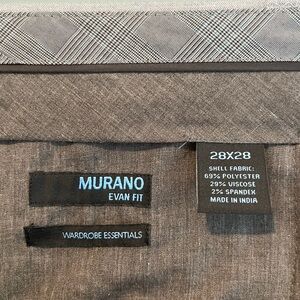 MURANO
EVAN FIT
WARDROBE ESSENTIALS
28X28
SHELL FABRIC:
69% POLYESTER
29% VISCOSE
2% SPANDEX
MADE IN INDIA